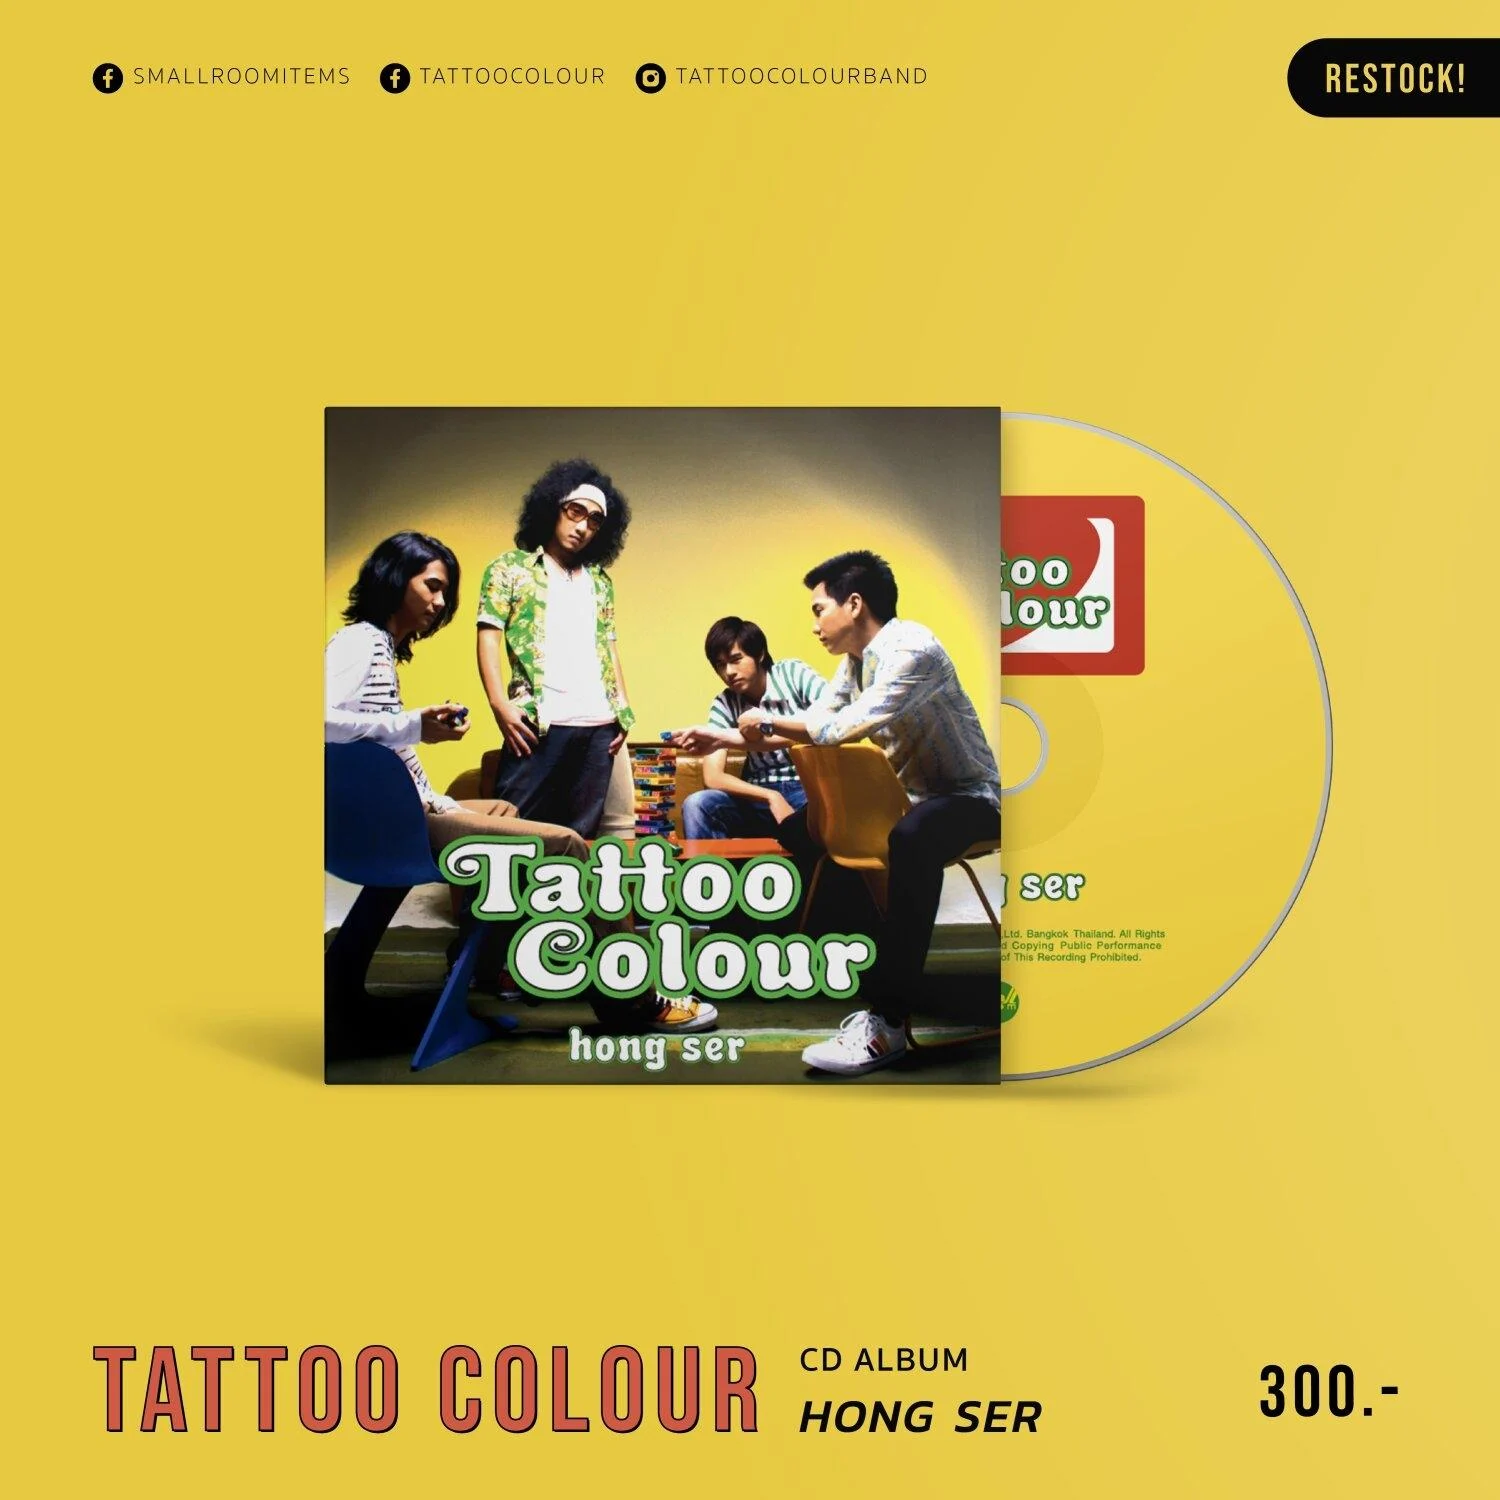 SMALLROOMITEMS TATTOOCOLOUR TATTOOCOLOURBAND
RESTOCK!
Tattoo
Colour
hong ser
too
lour
ser
,Ltd. Bangkok Thailand. All Rights
Copying Public Performance
of This Recording Prohibited.
TATTOO COLOUR
CD ALBUM
HONG SER
300.-